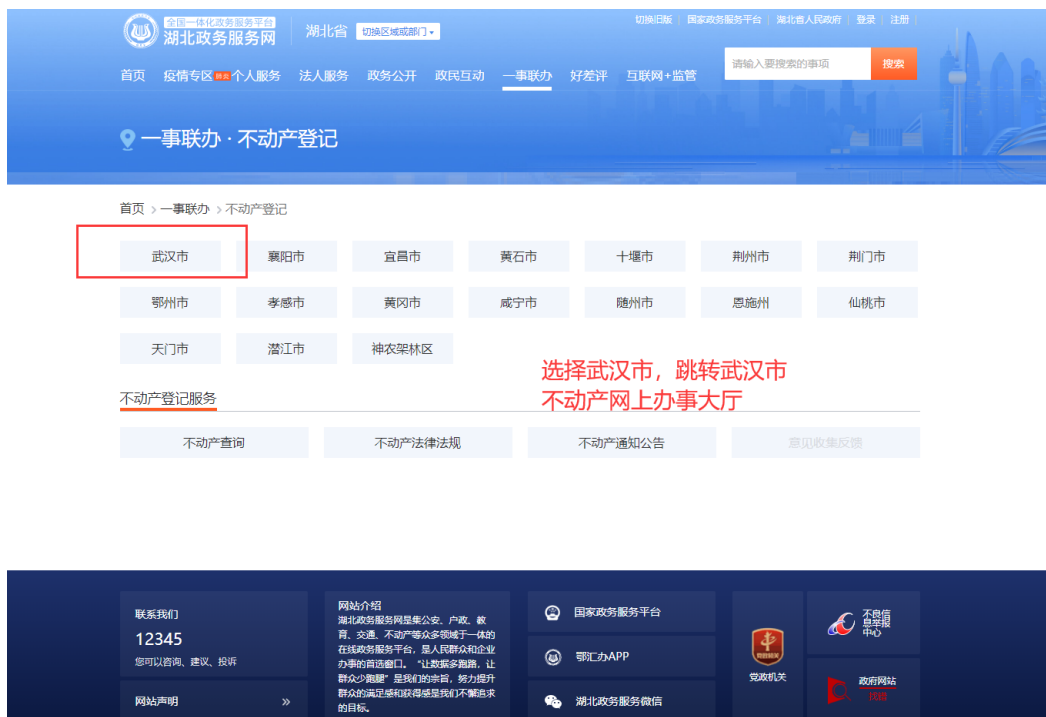 切换旧版 | 国家政务服务平台 | 湖北省人民政府 | 登录 | 注册
全国一体化政务服务平台
湖北政务服务网
湖北省
切换区域或部门
首页 疫情专区 个人服务 法人服务 政务公开 政民互动 一事联办 好差评 互联网+监管
请输入要搜索的事项
搜索
一事联办 · 不动产登记
首页 > 一事联办 > 不动产登记
武汉市 襄阳市 宜昌市 黄石市 十堰市 荆州市 荆门市
鄂州市 孝感市 黄冈市 咸宁市 随州市 恩施州 仙桃市
天门市 潜江市 神农架林区
选择武汉市，跳转武汉市
不动产网上办事大厅
不动产登记服务
不动产查询 不动产法律法规 不动产通知公告 意见收集反馈
联系我们
12345
您可以咨询、建议、投诉
网站声明 »
网站介绍
湖北政务服务网是集公安、户政、教
育、交通、不动产等众多领域于一体的
在线政务服务平台，是人民群众和企业
办事的首选窗口。“让数据多跑路，让
群众少跑腿”是我们的宗旨，努力提升
群众的满足感和获得感是我们不懈追求
的目标。
国家政务服务平台
鄂汇办APP
湖北政务服务微信
党政机关
党政机关
不良信
息举报
中心
政府网站
找错